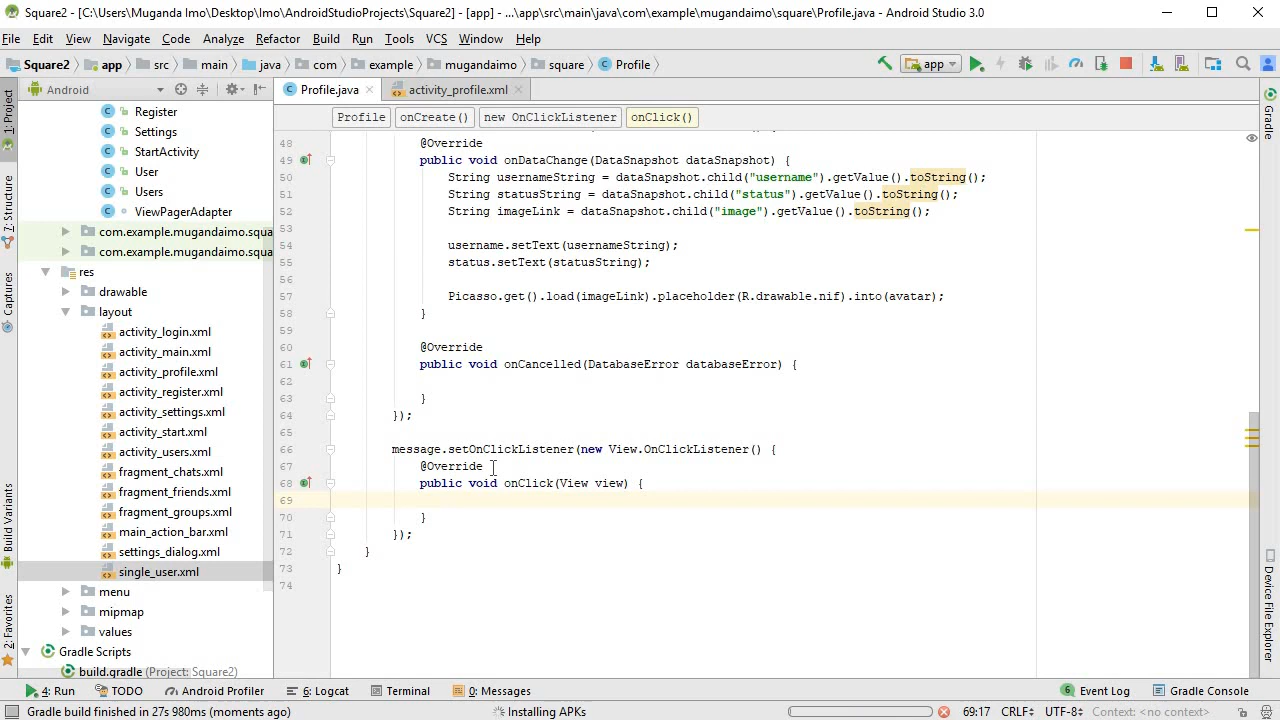 Square2 - [C:\Users\Muganda Imo\Desktop\Imo\AndroidStudioProjects\Square2] - [app] - ...\app\src\main\java\com\example\mugandaimo\square\Profile.java - Android Studio 3.0
File Edit View Navigate Code Analyze Refactor Build Run Tools VCS Window Help
Square2 app src main java com example mugandaimo square Profile app
Android Profile.java activity_profile.xml
Profile onCreate() new OnClickListener onClick()
1: Project
7: Structure
Captures
Build Variants
2: Favorites
Register
Settings
StartActivity
User
Users
ViewPagerAdapter
com.example.mugandaimo.squa
com.example.mugandaimo.squa
res
drawable
layout
activity_login.xml
activity_main.xml
activity_profile.xml
activity_register.xml
activity_settings.xml
activity_start.xml
activity_users.xml
fragment_chats.xml
fragment_friends.xml
fragment_groups.xml
main_action_bar.xml
settings_dialog.xml
single_user.xml
menu
mipmap
values
Gradle Scripts
build.gradle (Project: Square2)
48 @Override
49 public void onDataChange(DataSnapshot dataSnapshot) {
50 String usernameString = dataSnapshot.child("username").getValue().toString();
51 String statusString = dataSnapshot.child("status").getValue().toString();
52 String imageLink = dataSnapshot.child("image").getValue().toString();
53
54 username.setText(usernameString);
55 status.setText(statusString);
56
57 Picasso.get().load(imageLink).placeholder(R.drawable.nif).into(avatar);
58 }
59
60 @Override
61 public void onCancelled(DatabaseError databaseError) {
62
63 }
64 });
65
66 message.setOnClickListener(new View.OnClickListener() {
67 @Override
68 public void onClick(View view) {
69
70 }
71 });
72 }
73 }
74
Gradle
Device File Explorer
4: Run TODO Android Profiler 6: Logcat Terminal 0: Messages 6 Event Log Gradle Console
Gradle build finished in 27s 980ms (moments ago) Installing APKs 69:17 CRLF÷ UTF-8÷ Context: <no context>